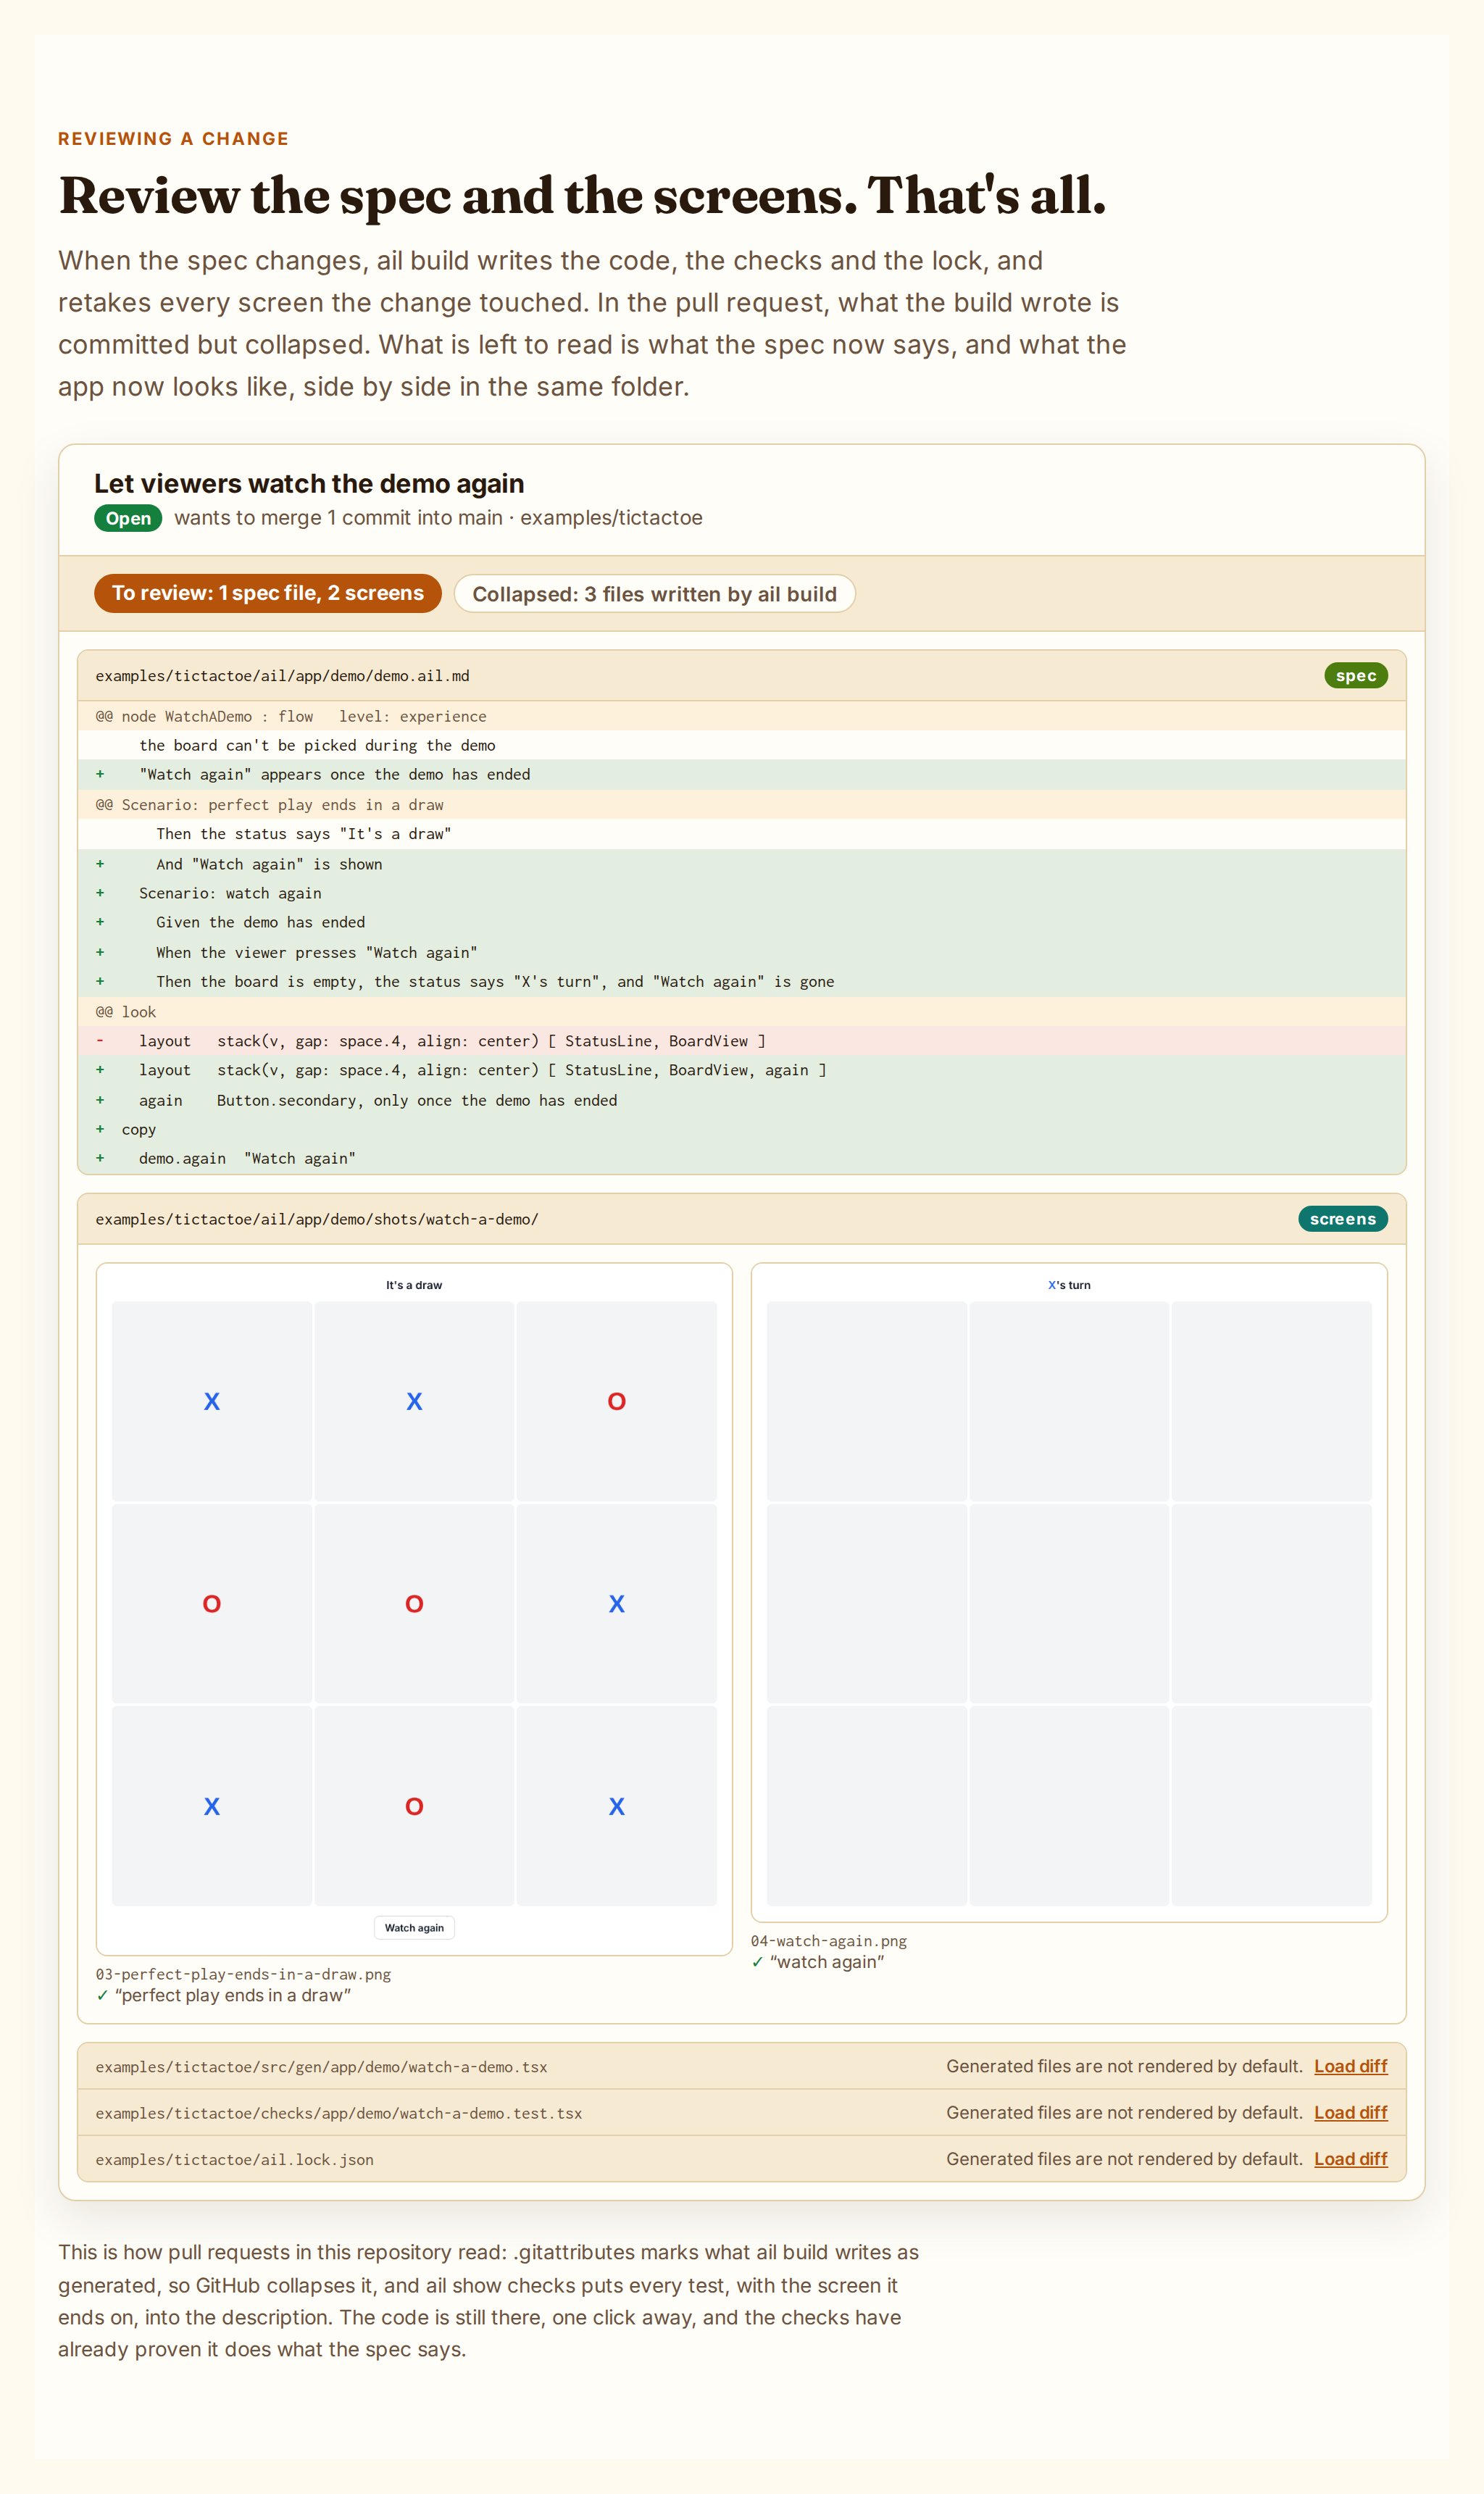 REVIEWING A CHANGE
Review the spec and the screens. That's all.
When the spec changes, ail build writes the code, the checks and the lock, and
retakes every screen the change touched. In the pull request, what the build wrote is
committed but collapsed. What is left to read is what the spec now says, and what the
app now looks like, side by side in the same folder.
Let viewers watch the demo again
Open wants to merge 1 commit into main · examples/tictactoe
To review: 1 spec file, 2 screens Collapsed: 3 files written by ail build
examples/tictactoe/ail/app/demo/demo.ail.md spec
@@ node WatchADemo : flow   level: experience
the board can't be picked during the demo
+    "Watch again" appears once the demo has ended
@@ Scenario: perfect play ends in a draw
Then the status says "It's a draw"
+      And "Watch again" is shown
+    Scenario: watch again
+      Given the demo has ended
+      When the viewer presses "Watch again"
+      Then the board is empty, the status says "X's turn", and "Watch again" is gone
@@ look
-    layout   stack(v, gap: space.4, align: center) [ StatusLine, BoardView ]
+    layout   stack(v, gap: space.4, align: center) [ StatusLine, BoardView, again ]
+    again    Button.secondary, only once the demo has ended
+  copy
+    demo.again  "Watch again"
examples/tictactoe/ail/app/demo/shots/watch-a-demo/ screens
It's a draw
X X O
O O X
X O X
Watch again
03-perfect-play-ends-in-a-draw.png
✓ “perfect play ends in a draw”
X's turn
04-watch-again.png
✓ “watch again”
examples/tictactoe/src/gen/app/demo/watch-a-demo.tsx Generated files are not rendered by default. Load diff
examples/tictactoe/checks/app/demo/watch-a-demo.test.tsx Generated files are not rendered by default. Load diff
examples/tictactoe/ail.lock.json Generated files are not rendered by default. Load diff
This is how pull requests in this repository read: .gitattributes marks what ail build writes as
generated, so GitHub collapses it, and ail show checks puts every test, with the screen it
ends on, into the description. The code is still there, one click away, and the checks have
already proven it does what the spec says.